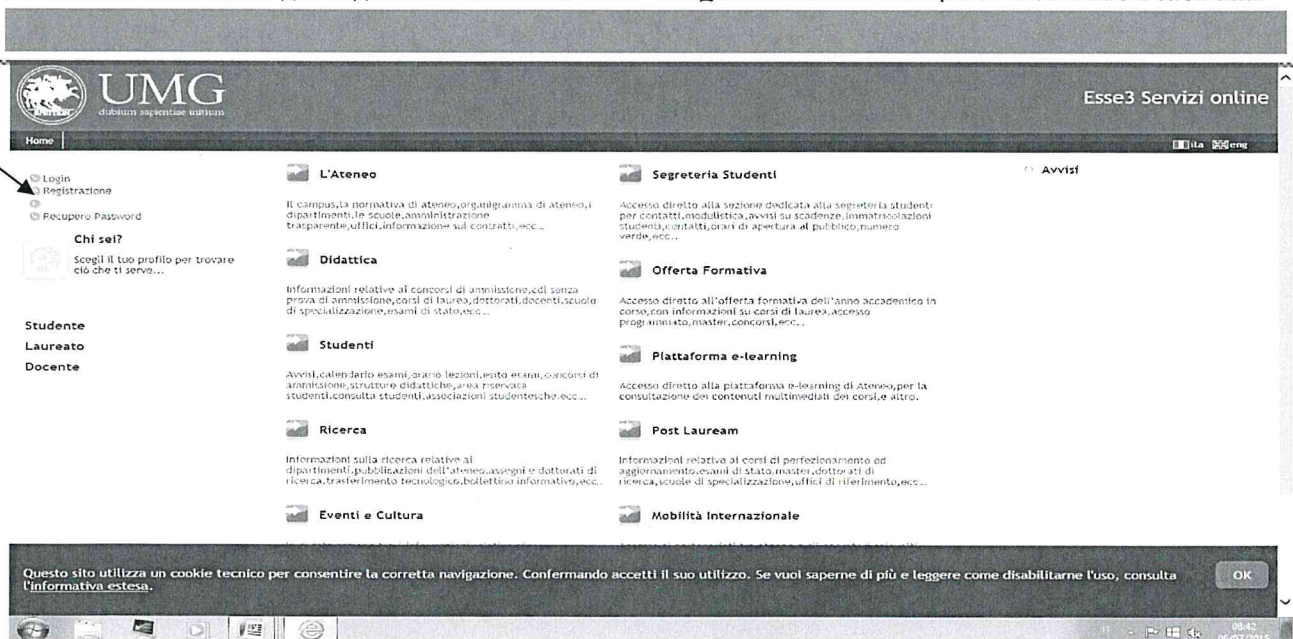 UMG
dubium sapientiae initium
Esse3 Servizi online
Home
ita eng
Login
Registrazione
Recupero Password
Chi sei?
Scegli il tuo profilo per trovare
ciò che ti serve...
Studente
Laureato
Docente
L'Ateneo
Il campus,la normativa di ateneo,organigramma di ateneo,i
dipartimenti,le scuole,amministrazione
trasparente,uffici,informazione sui contratti,ecc...
Didattica
Informazioni relative ai concorsi di ammissione,cdl senza
prova di ammissione,corsi di laurea,dottorati,docenti,scuole
di specializzazione,esami di stato,ecc...
Studenti
Avvisi,calendario esami,orario lezioni,esito esami,concorsi di
ammissione,strutture didattiche,area riservata
studenti,consulta studenti,associazioni studentesche,ecc...
Ricerca
Informazioni sulla ricerca relative ai
dipartimenti,pubblicazioni dell'ateneo,assegni e dottorati di
ricerca,trasferimento tecnologico,bollettino informativo,ecc..
Eventi e Cultura
Segreteria Studenti
Accesso diretto alla sezione dedicata alla segreteria studenti
per contatti,modulistica,avvisi su scadenze,immatricolazioni
studenti,contatti,orari di apertura al pubblico,numero
verde,ecc..
Offerta Formativa
Accesso diretto all'offerta formativa dell'anno accademico in
corso,con informazioni su corsi di laurea,accesso
programmato,master,concorsi,ecc...
Piattaforma e-learning
Accesso diretto alla piattaforma e-learning di Ateneo,per la
consultazione dei contenuti multimediali dei corsi,e altro.
Post Lauream
Informazioni relative ai corsi di perfezionamento ed
aggiornamento,esami di stato,master,dottorati di
ricerca,scuole di specializzazione,uffici di riferimento,ecc...
Mobilità Internazionale
Avvisi
Questo sito utilizza un cookie tecnico per consentire la corretta navigazione. Confermando accetti il suo utilizzo. Se vuoi saperne di più e leggere come disabilitarne l'uso, consulta
l'informativa estesa.
OK
IT
08:42
06/07/2015